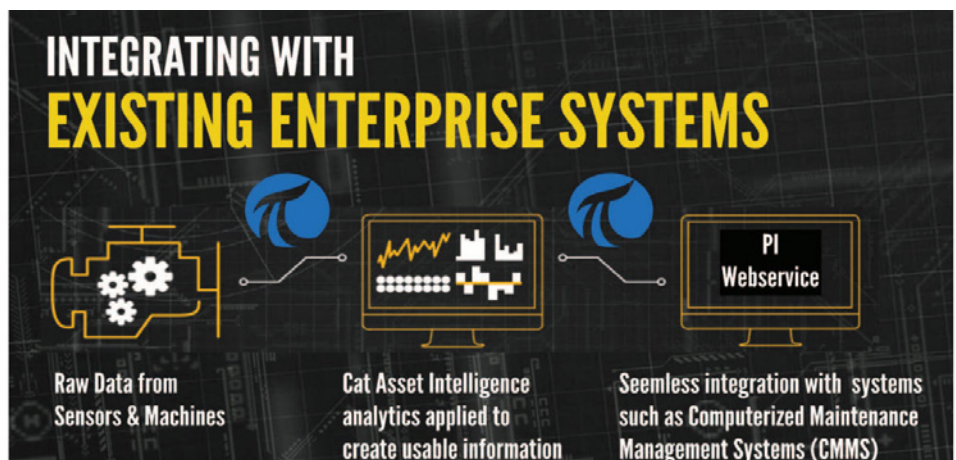 INTEGRATING WITH
EXISTING ENTERPRISE SYSTEMS
PI
Webservice
Raw Data from
Sensors & Machines
Cat Asset Intelligence
analytics applied to
create usable information
Seemless integration with systems
such as Computerized Maintenance
Management Systems (CMMS)